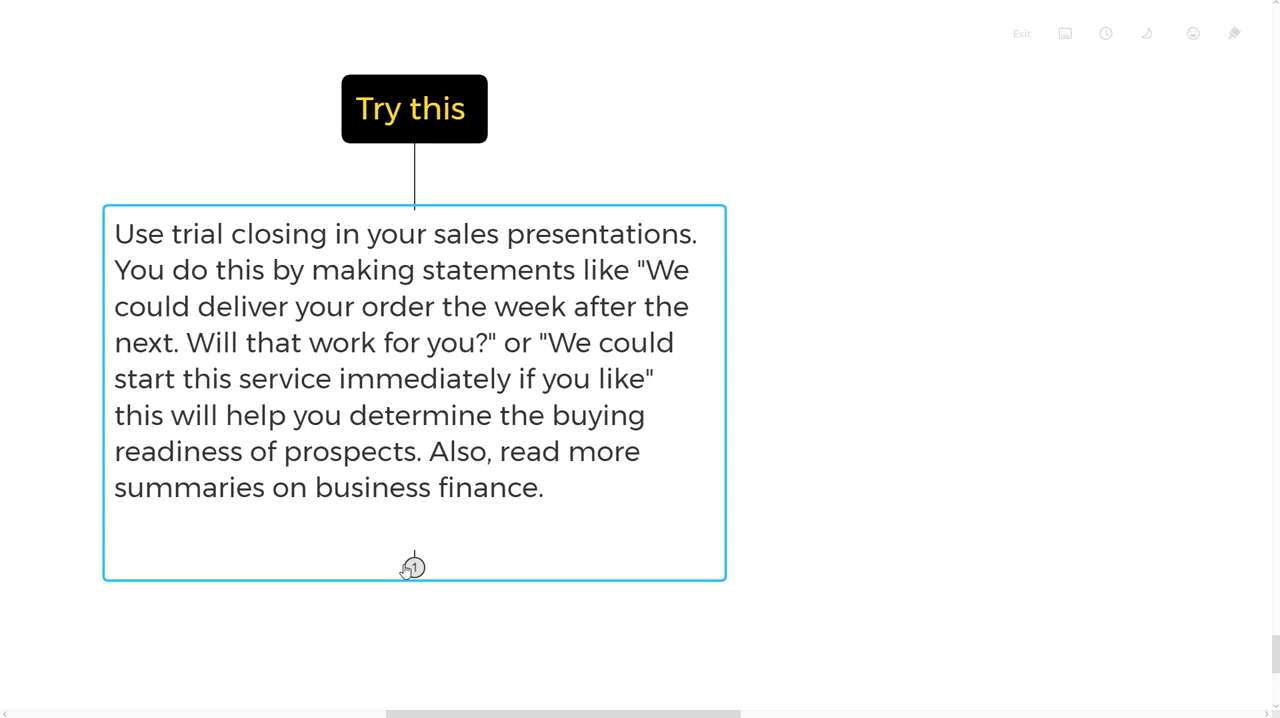 Exit
Try this
Use trial closing in your sales presentations.
You do this by making statements like "We
could deliver your order the week after the
next. Will that work for you?" or "We could
start this service immediately if you like"
this will help you determine the buying
readiness of prospects. Also, read more
summaries on business finance.
1